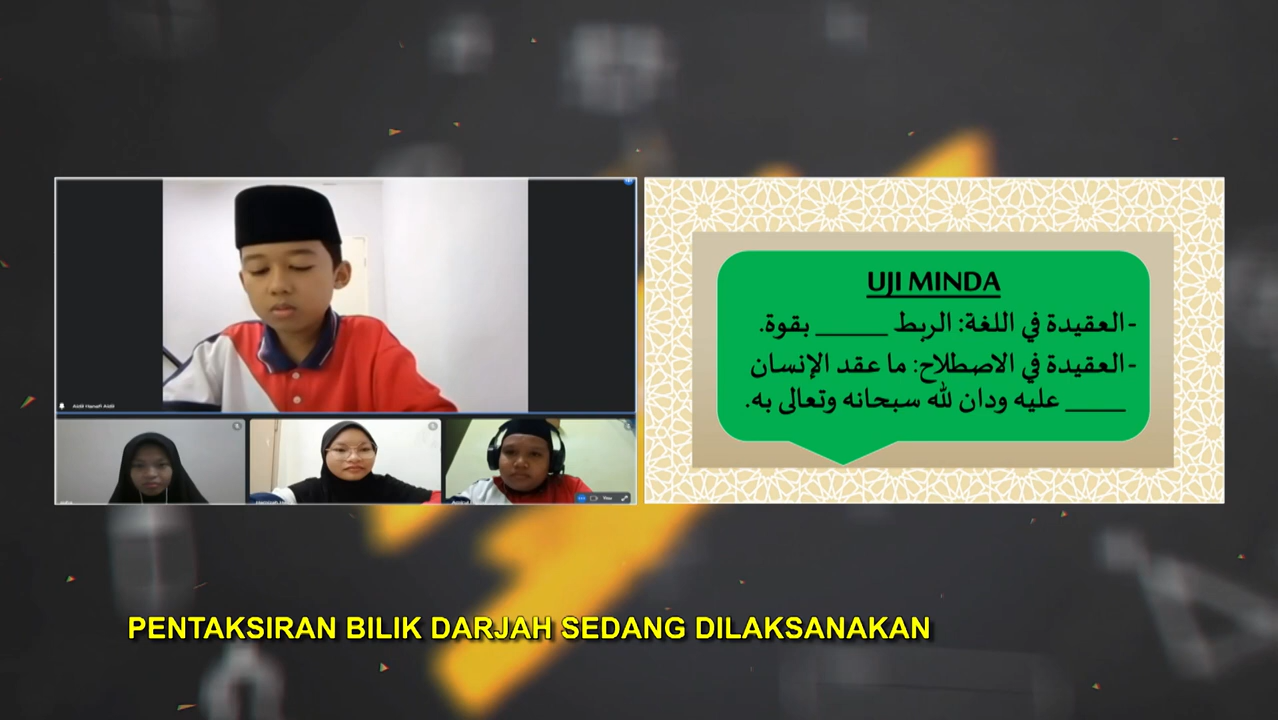 UJI MINDA
-العقيدة في اللغة: الربط _____ بقوة.
-العقيدة في الاصطلاح: ما عقد الإنسان
_____ عليه ودان لله سبحانه وتعالى به.
You
PENTAKSIRAN BILIK DARJAH SEDANG DILAKSANAKAN